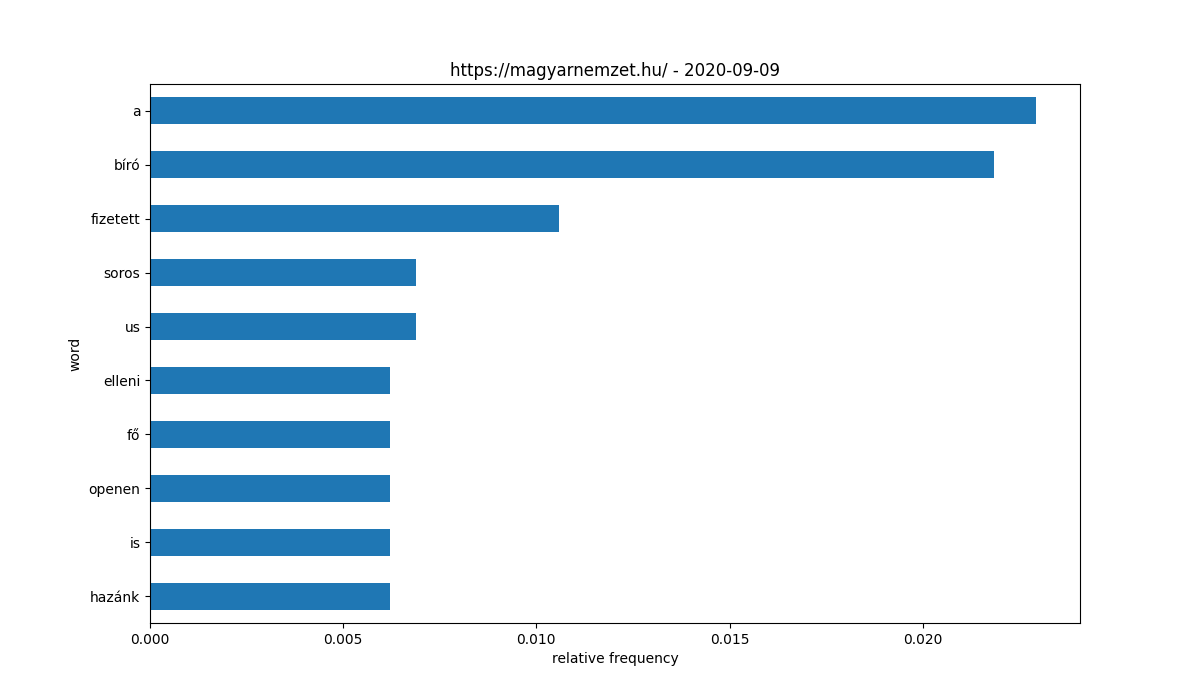 https://magyarnemzet.hu/ - 2020-09-09
a
bíró
fizetett
soros
us
elleni
fő
openen
is
hazánk
word
0.000 0.005 0.010 0.015 0.020
relative frequency